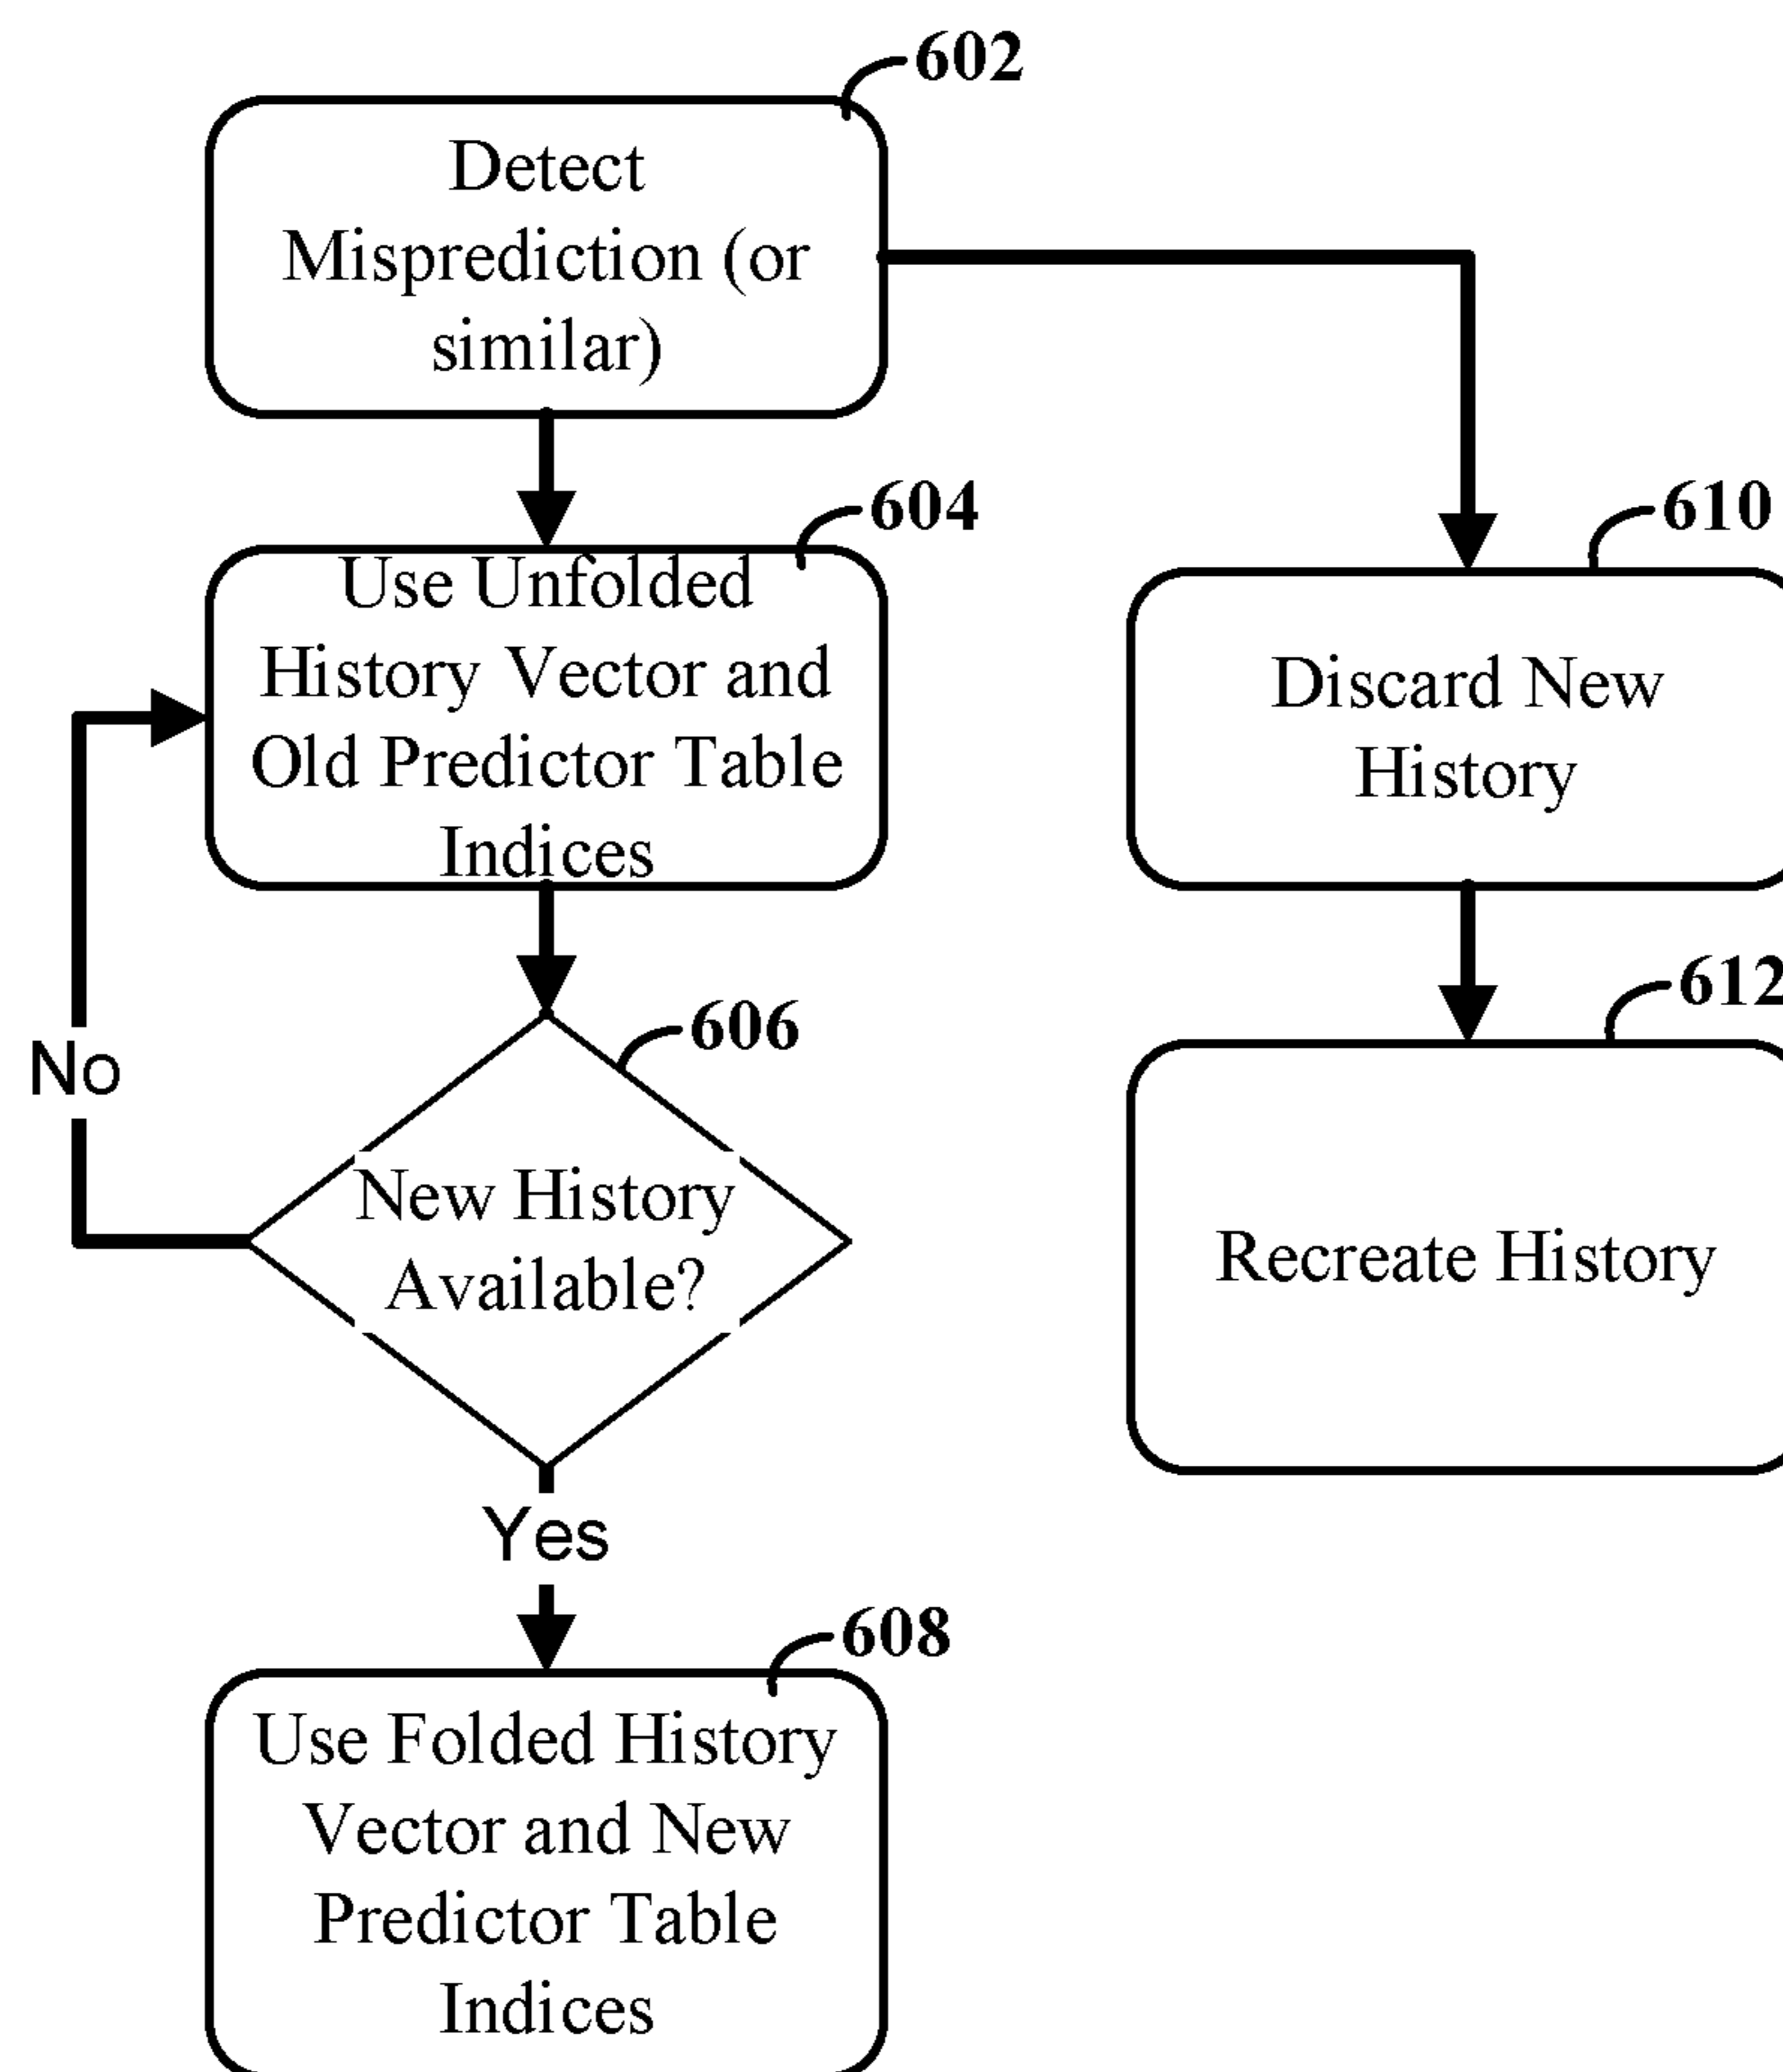 602
Detect
Misprediction (or
similar)
604
Use Unfolded
History Vector and
Old Predictor Table
Indices
610
Discard New
History
606
No
New History
Available?
612
Recreate History
Yes
608
Use Folded History
Vector and New
Predictor Table
Indices